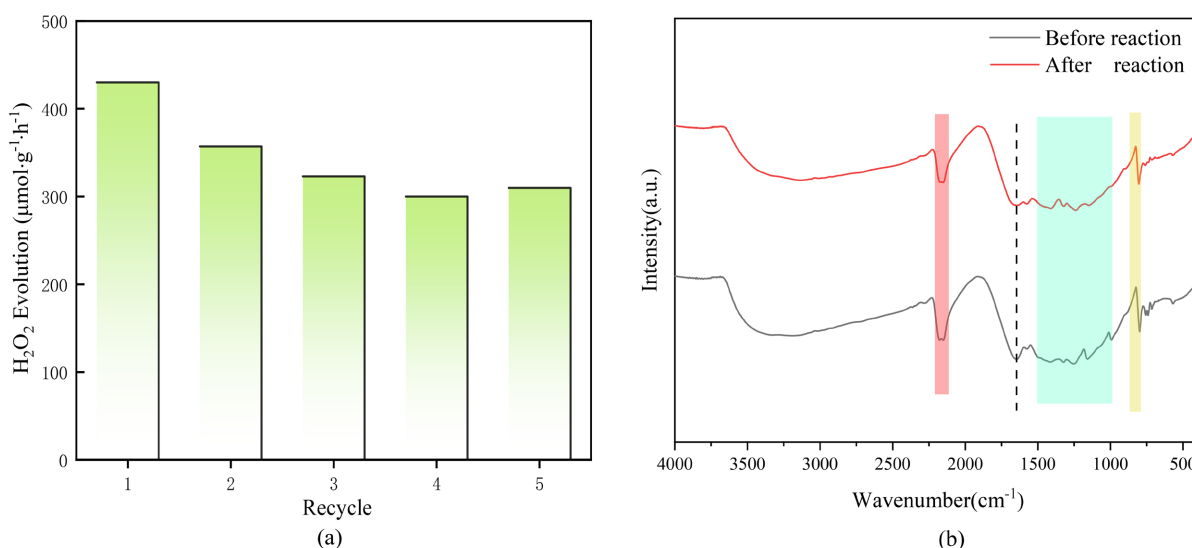 500
400
300
200
100
0
H₂O₂ Evolution (μmol·g⁻¹·h⁻¹)
1 2 3 4 5
Recycle
(a)
Before reaction
After reaction
Intensity(a.u.)
4000 3500 3000 2500 2000 1500 1000 500
Wavenumber(cm⁻¹)
(b)